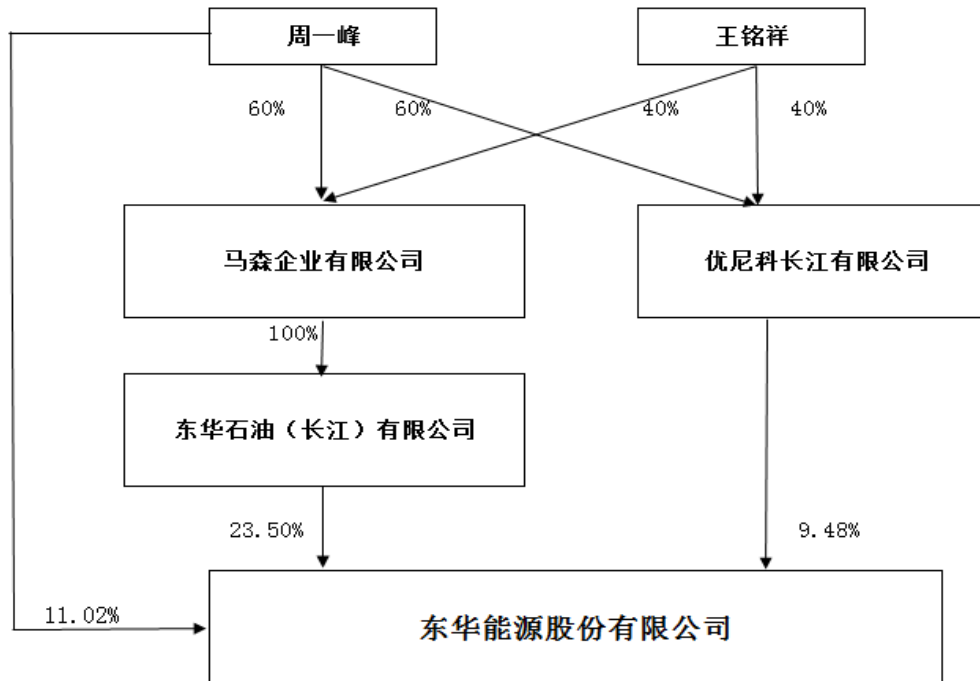 周一峰
王铭祥
60%
60%
40%
40%
马森企业有限公司
优尼科长江有限公司
100%
东华石油（长江）有限公司
23.50%
9.48%
11.02%
东华能源股份有限公司